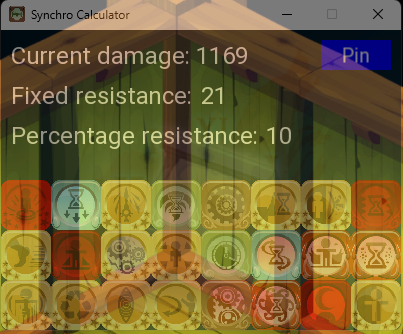 Synchro Calculator
Current damage: 1169
Pin
Fixed resistance: 21
Percentage resistance: 10